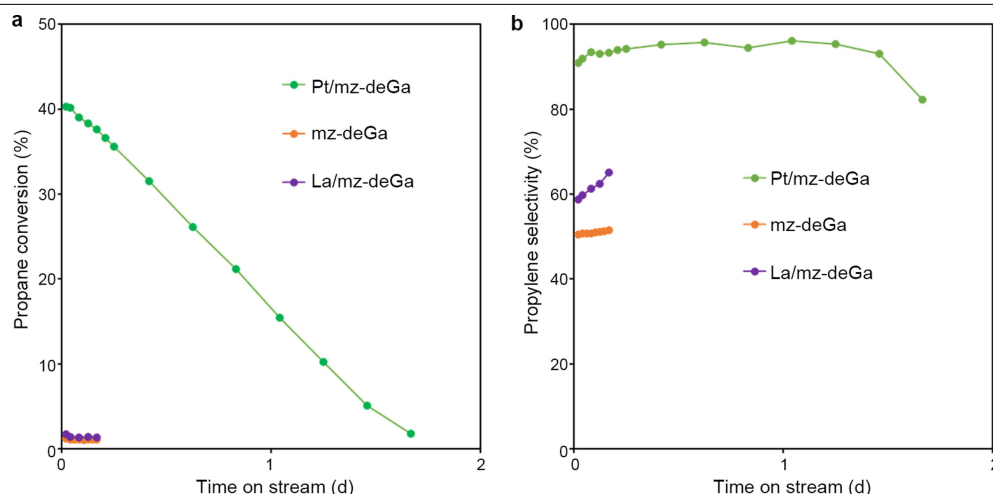 a
50
40
30
20
10
0
Propane conversion (%)
Pt/mz-deGa
mz-deGa
La/mz-deGa
0
1
2
Time on stream (d)
b
100
80
60
40
20
0
Propylene selectivity (%)
Pt/mz-deGa
mz-deGa
La/mz-deGa
0
1
2
Time on stream (d)